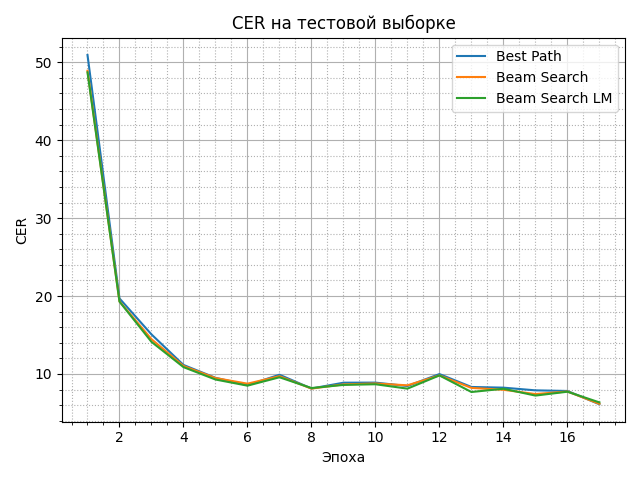 CER на тестовой выборке
Best Path
Beam Search
Beam Search LM
CER
50
40
30
20
10
2 4 6 8 10 12 14 16
Эпоха